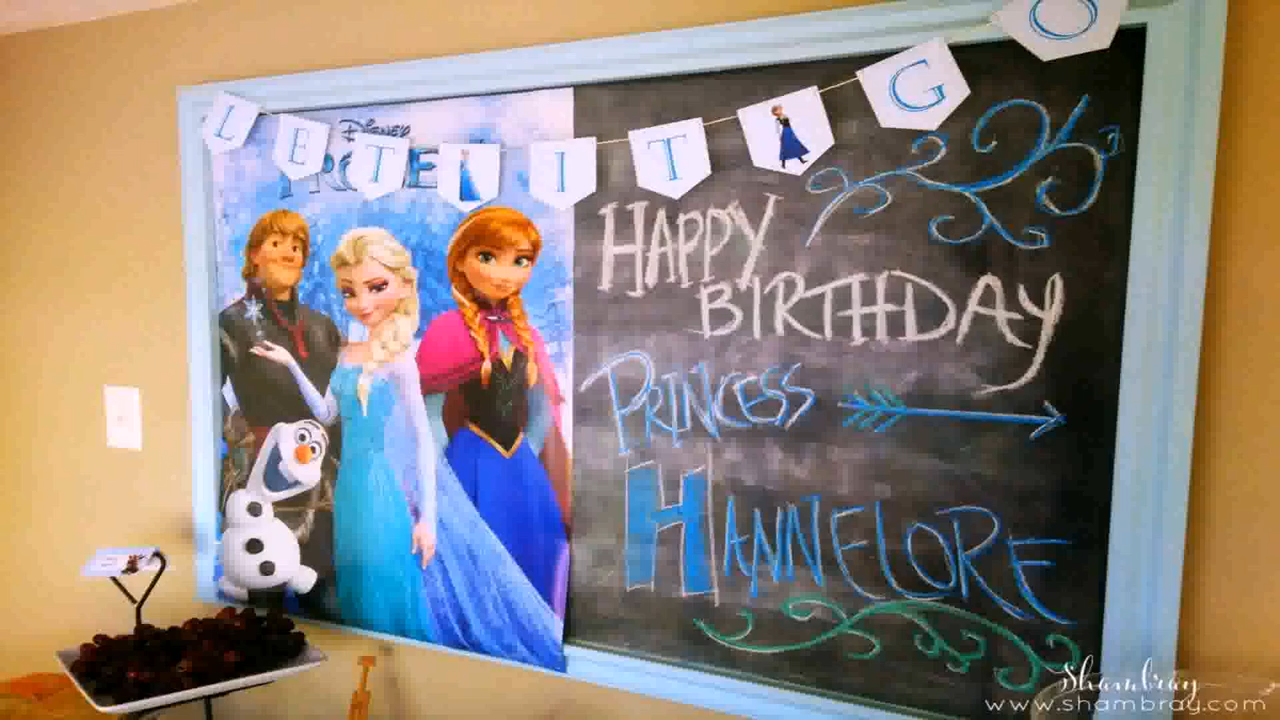 LET IT GO
DISNEY
FROZEN
HAPPY
BIRTHDAY
PRINCESS
HANNELORE
Shambray
www.shambray.com